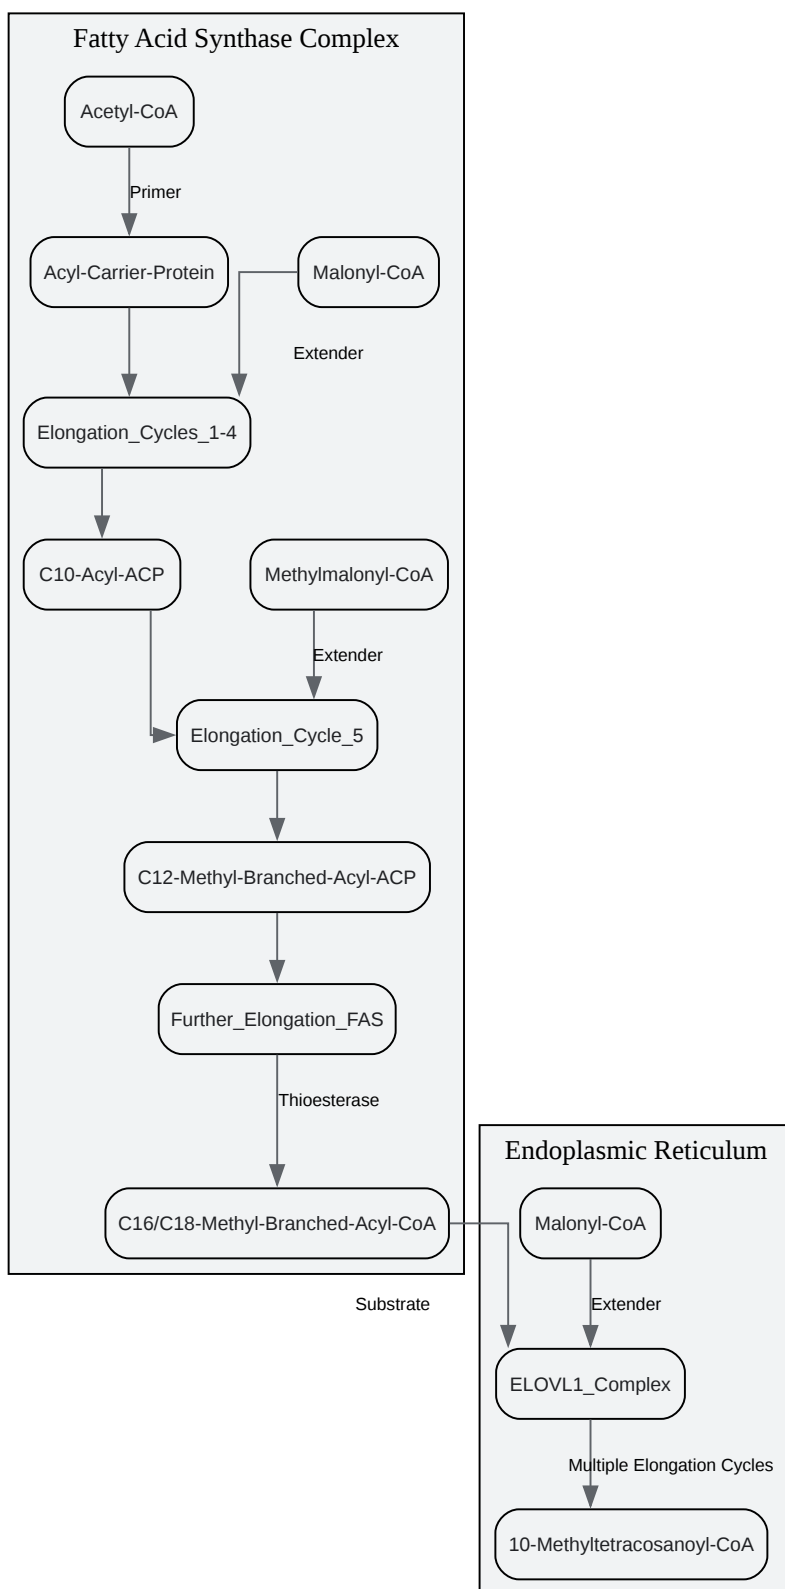 Fatty Acid Synthase Complex
Acetyl-CoA
Primer
Acyl-Carrier-Protein
Malonyl-CoA
Extender
Elongation_Cycles_1-4
C10-Acyl-ACP
Methylmalonyl-CoA
Extender
Elongation_Cycle_5
C12-Methyl-Branched-Acyl-ACP
Further_Elongation_FAS
Thioesterase
C16/C18-Methyl-Branched-Acyl-CoA
Substrate
Endoplasmic Reticulum
Malonyl-CoA
Extender
ELOVL1_Complex
Multiple Elongation Cycles
10-Methyltetracosanoyl-CoA